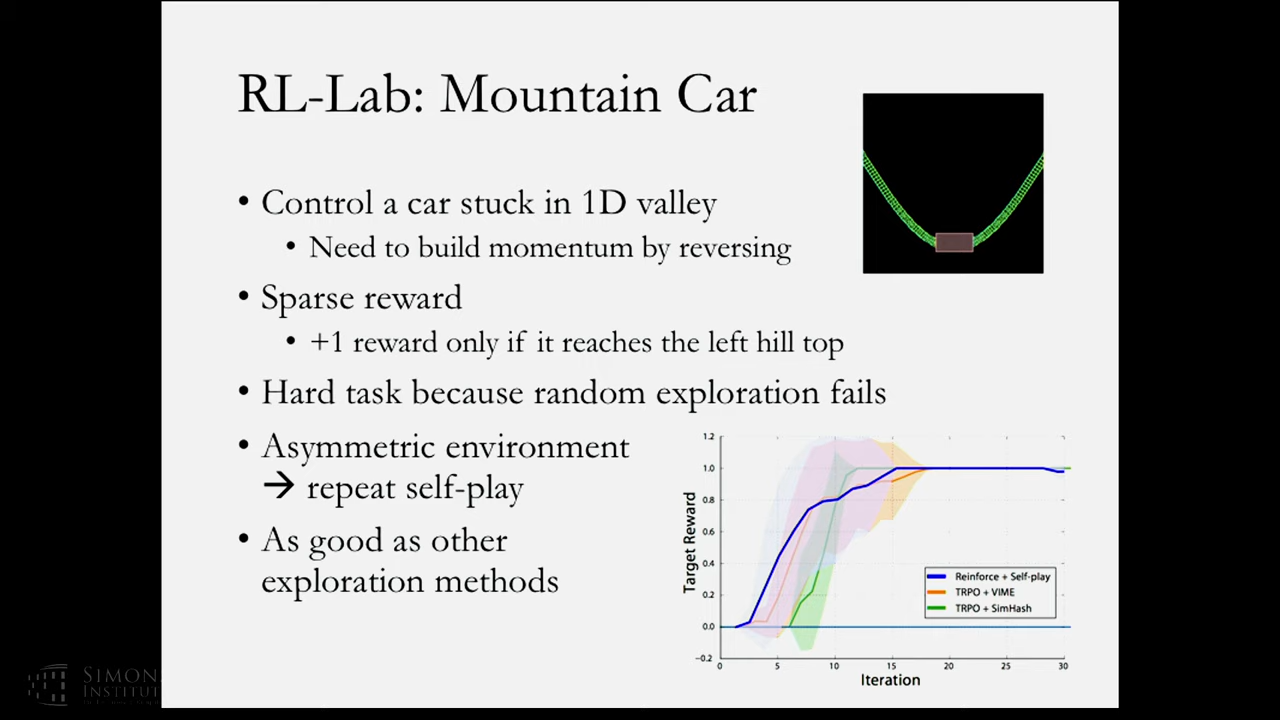 RL-Lab: Mountain Car
• Control a car stuck in 1D valley
• Need to build momentum by reversing
• Sparse reward
• +1 reward only if it reaches the left hill top
• Hard task because random exploration fails
• Asymmetric environment
→ repeat self-play
• As good as other
exploration methods
1.2
1.0
0.8
0.6
0.4
0.2
0.0
−0.2
Target Reward
0 5 10 15 20 25 30
Iteration
Reinforce + Self-play
TRPO + VIME
TRPO + SimHash
SIMON
INSTITU